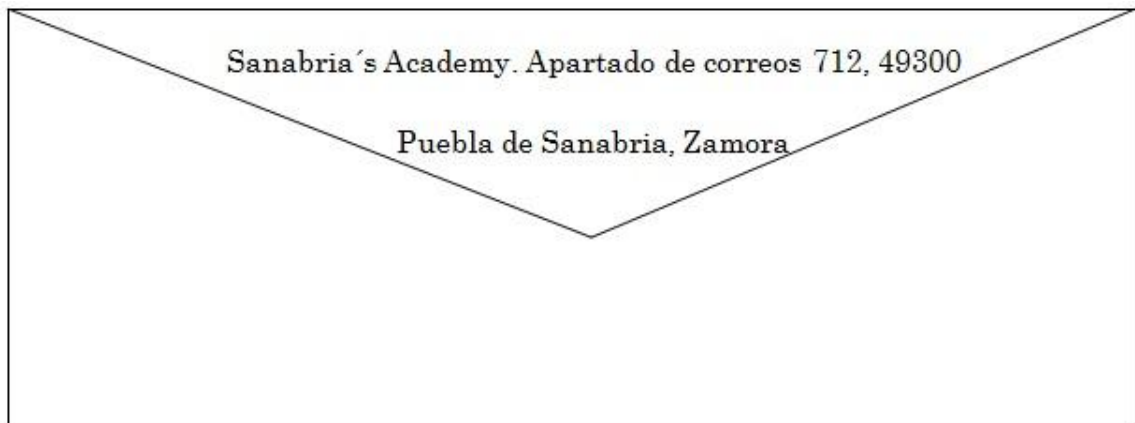 Sanabria´s Academy. Apartado de correos 712, 49300
Puebla de Sanabria, Zamora